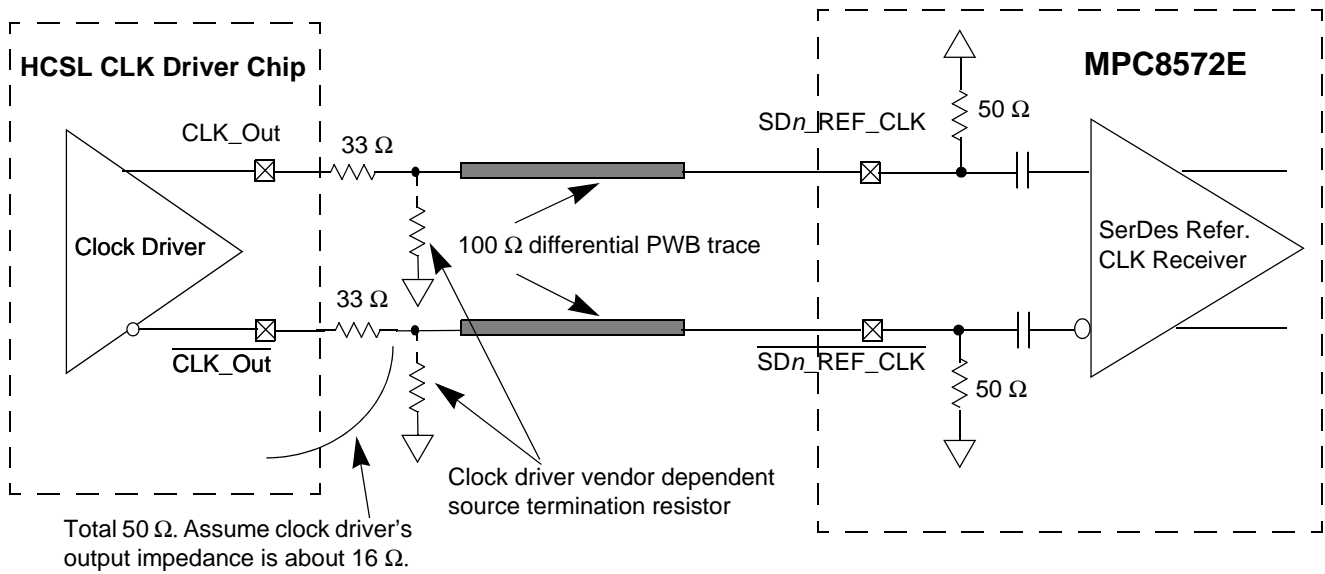 HCSL CLK Driver Chip
MPC8572E
CLK_Out
33 Ω
SDn_REF_CLK
50 Ω
Clock Driver
100 Ω differential PWB trace
SerDes Refer.
CLK Receiver
33 Ω
CLK_Out
SDn_REF_CLK
50 Ω
Clock driver vendor dependent
source termination resistor
Total 50 Ω. Assume clock driver's
output impedance is about 16 Ω.